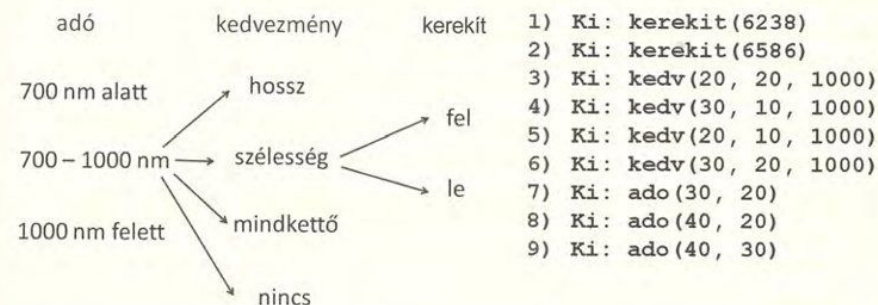 adó kedvezmény kerekít
700 nm alatt hossz
fel
700 – 1000 nm szélesség
le
1000 nm felett mindkettő
nincs
1) Ki: kerekit(6238)
2) Ki: kerekit(6586)
3) Ki: kedv(20, 20, 1000)
4) Ki: kedv(30, 10, 1000)
5) Ki: kedv(20, 10, 1000)
6) Ki: kedv(30, 20, 1000)
7) Ki: ado(30, 20)
8) Ki: ado(40, 20)
9) Ki: ado(40, 30)